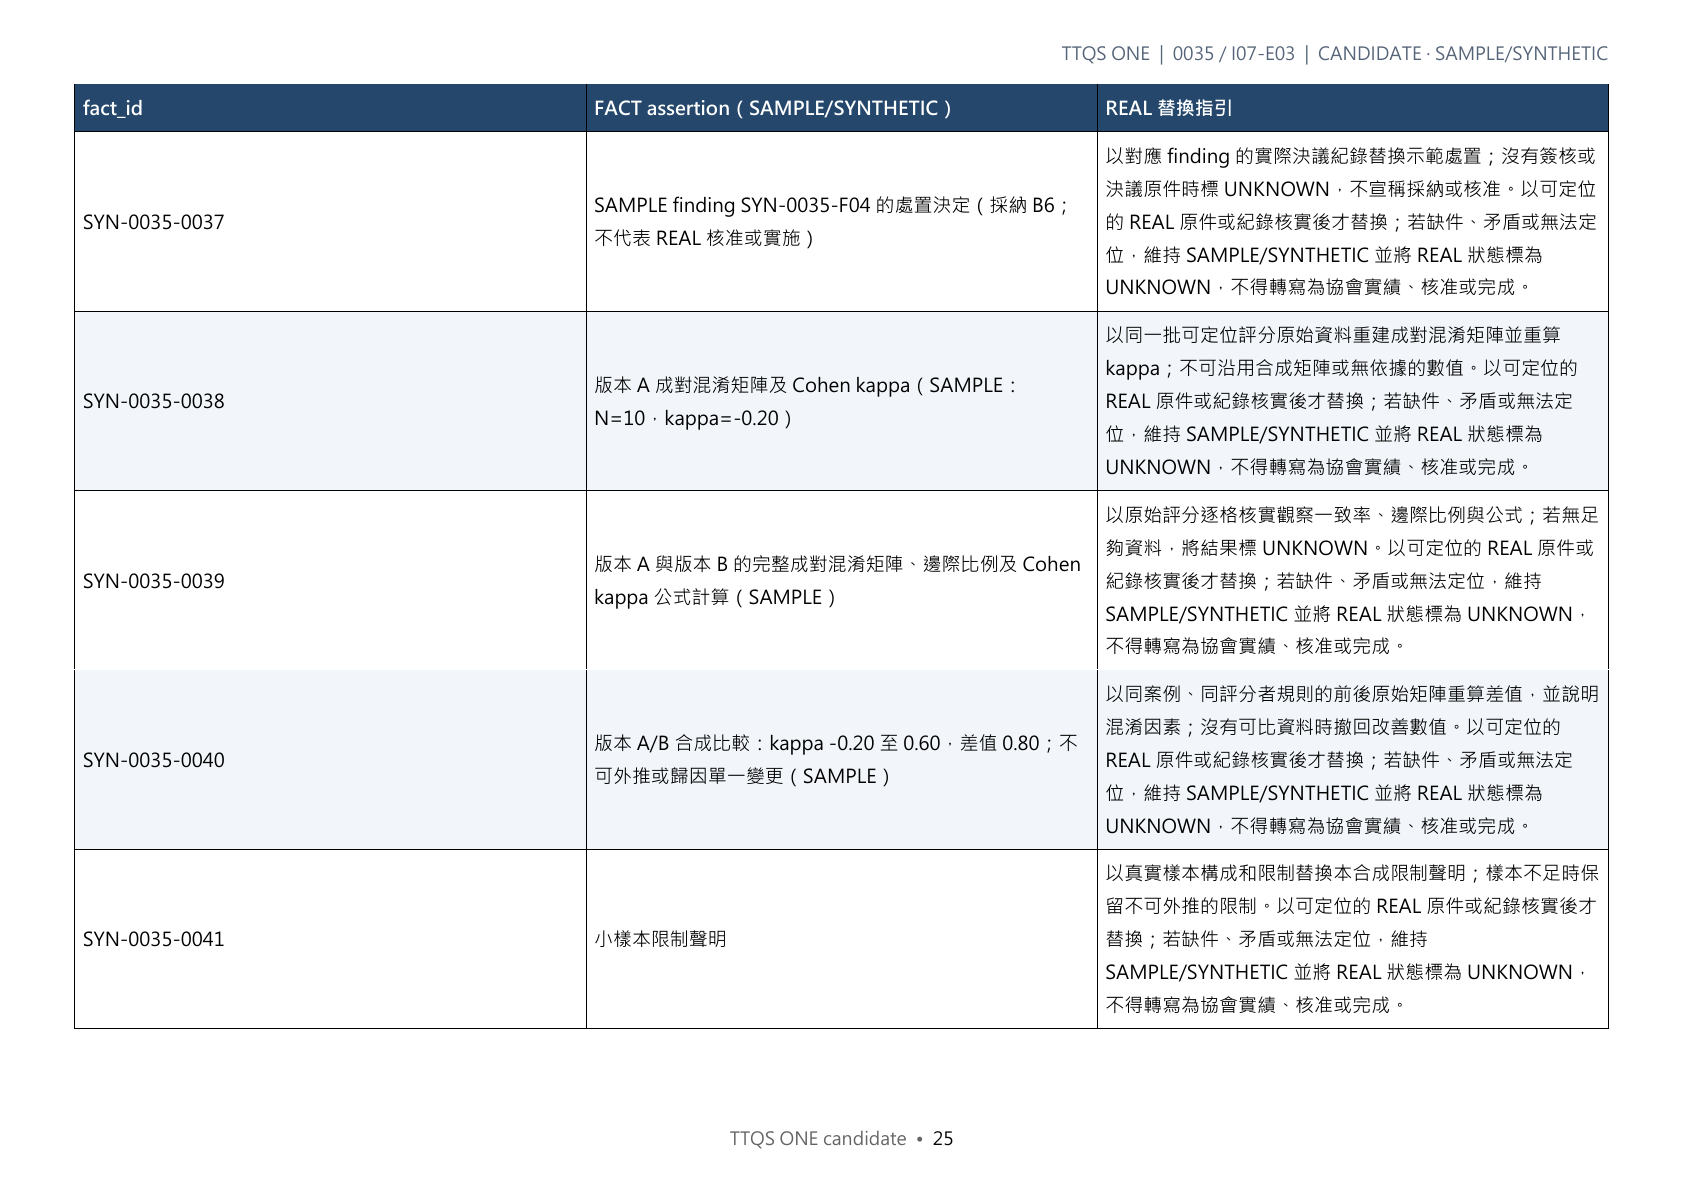 TTQS ONE | 0035 / I07-E03 | CANDIDATE · SAMPLE/SYNTHETIC
fact_id
FACT assertion（SAMPLE/SYNTHETIC）
REAL 替換指引
SYN-0035-0037
SAMPLE finding SYN-0035-F04 的處置決定（採納 B6；
不代表 REAL 核准或實施）
以對應 finding 的實際決議紀錄替換示範處置；沒有簽核或
決議原件時標 UNKNOWN，不宣稱採納或核准。以可定位
的 REAL 原件或紀錄核實後才替換；若缺件、矛盾或無法定
位，維持 SAMPLE/SYNTHETIC 並將 REAL 狀態標為
UNKNOWN，不得轉寫為協會實績、核准或完成。
SYN-0035-0038
版本 A 成對混淆矩陣及 Cohen kappa（SAMPLE：
N=10，kappa=-0.20）
以同一批可定位評分原始資料重建成對混淆矩陣並重算
kappa；不可沿用合成矩陣或無依據的數值。以可定位的
REAL 原件或紀錄核實後才替換；若缺件、矛盾或無法定
位，維持 SAMPLE/SYNTHETIC 並將 REAL 狀態標為
UNKNOWN，不得轉寫為協會實績、核准或完成。
SYN-0035-0039
版本 A 與版本 B 的完整成對混淆矩陣、邊際比例及 Cohen
kappa 公式計算（SAMPLE）
以原始評分逐格核實觀察一致率、邊際比例與公式；若無足
夠資料，將結果標 UNKNOWN。以可定位的 REAL 原件或
紀錄核實後才替換；若缺件、矛盾或無法定位，維持
SAMPLE/SYNTHETIC 並將 REAL 狀態標為 UNKNOWN，
不得轉寫為協會實績、核准或完成。
SYN-0035-0040
版本 A/B 合成比較：kappa -0.20 至 0.60，差值 0.80；不
可外推或歸因單一變更（SAMPLE）
以同案例、同評分者規則的前後原始矩陣重算差值，並說明
混淆因素；沒有可比資料時撤回改善數值。以可定位的
REAL 原件或紀錄核實後才替換；若缺件、矛盾或無法定
位，維持 SAMPLE/SYNTHETIC 並將 REAL 狀態標為
UNKNOWN，不得轉寫為協會實績、核准或完成。
SYN-0035-0041
小樣本限制聲明
以真實樣本構成和限制替換本合成限制聲明；樣本不足時保
留不可外推的限制。以可定位的 REAL 原件或紀錄核實後才
替換；若缺件、矛盾或無法定位，維持
SAMPLE/SYNTHETIC 並將 REAL 狀態標為 UNKNOWN，
不得轉寫為協會實績、核准或完成。
TTQS ONE candidate • 25